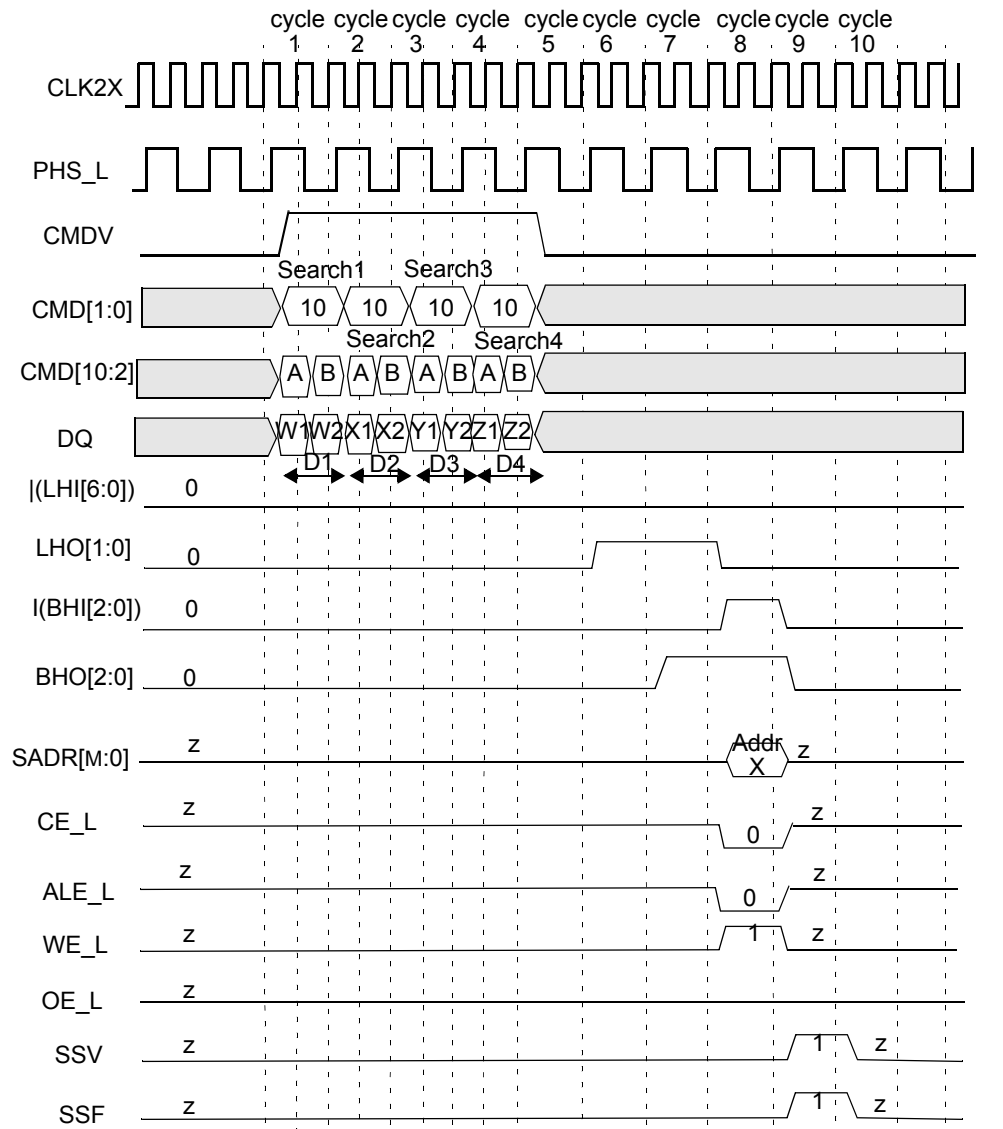 cycle cycle cycle cycle cycle cycle cycle cycle cycle cycle
1 2 3 4 5 6 7 8 9 10
CLK2X
PHS_L
CMDV
Search1 Search3
CMD[1:0] 10 10 10 10
Search2 Search4
CMD[10:2] A B A B A B A B
DQ W1 W2 X1 X2 Y1 Y2 Z1 Z2
D1 D2 D3 D4
|(LHI[6:0]) 0
LHO[1:0] 0
I(BHI[2:0]) 0
BHO[2:0] 0
SADR[M:0] z Addr X z
CE_L z 0 z
ALE_L z 0 z
WE_L z 1 z
OE_L z
SSV z 1 z
SSF z 1 z